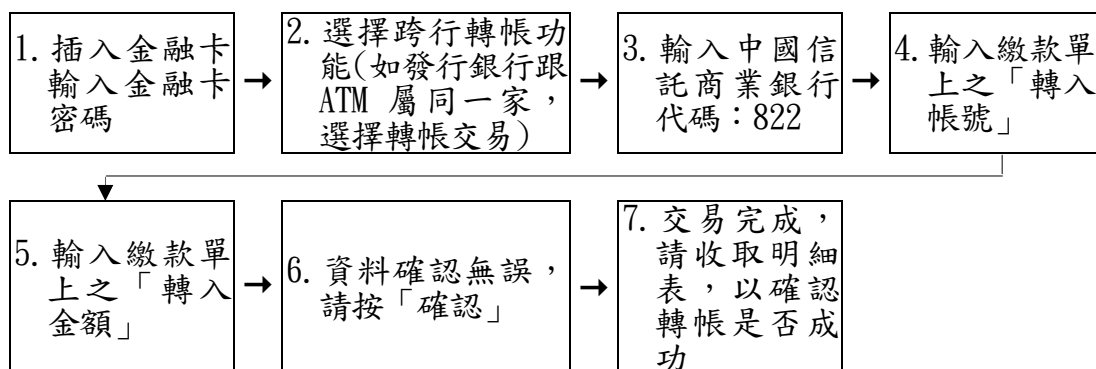 1. 插入金融卡
輸入金融卡
密碼
→
2. 選擇跨行轉帳功
能(如發行銀行跟
ATM 屬同一家，
選擇轉帳交易)
→
3. 輸入中國信
託商業銀行
代碼：822
→
4. 輸入繳款單
上之「轉入
帳號」
5. 輸入繳款單
上之「轉入
金額」
→
6. 資料確認無誤，
請按「確認」
→
7. 交易完成，
請收取明細
表，以確認
轉帳是否成
功